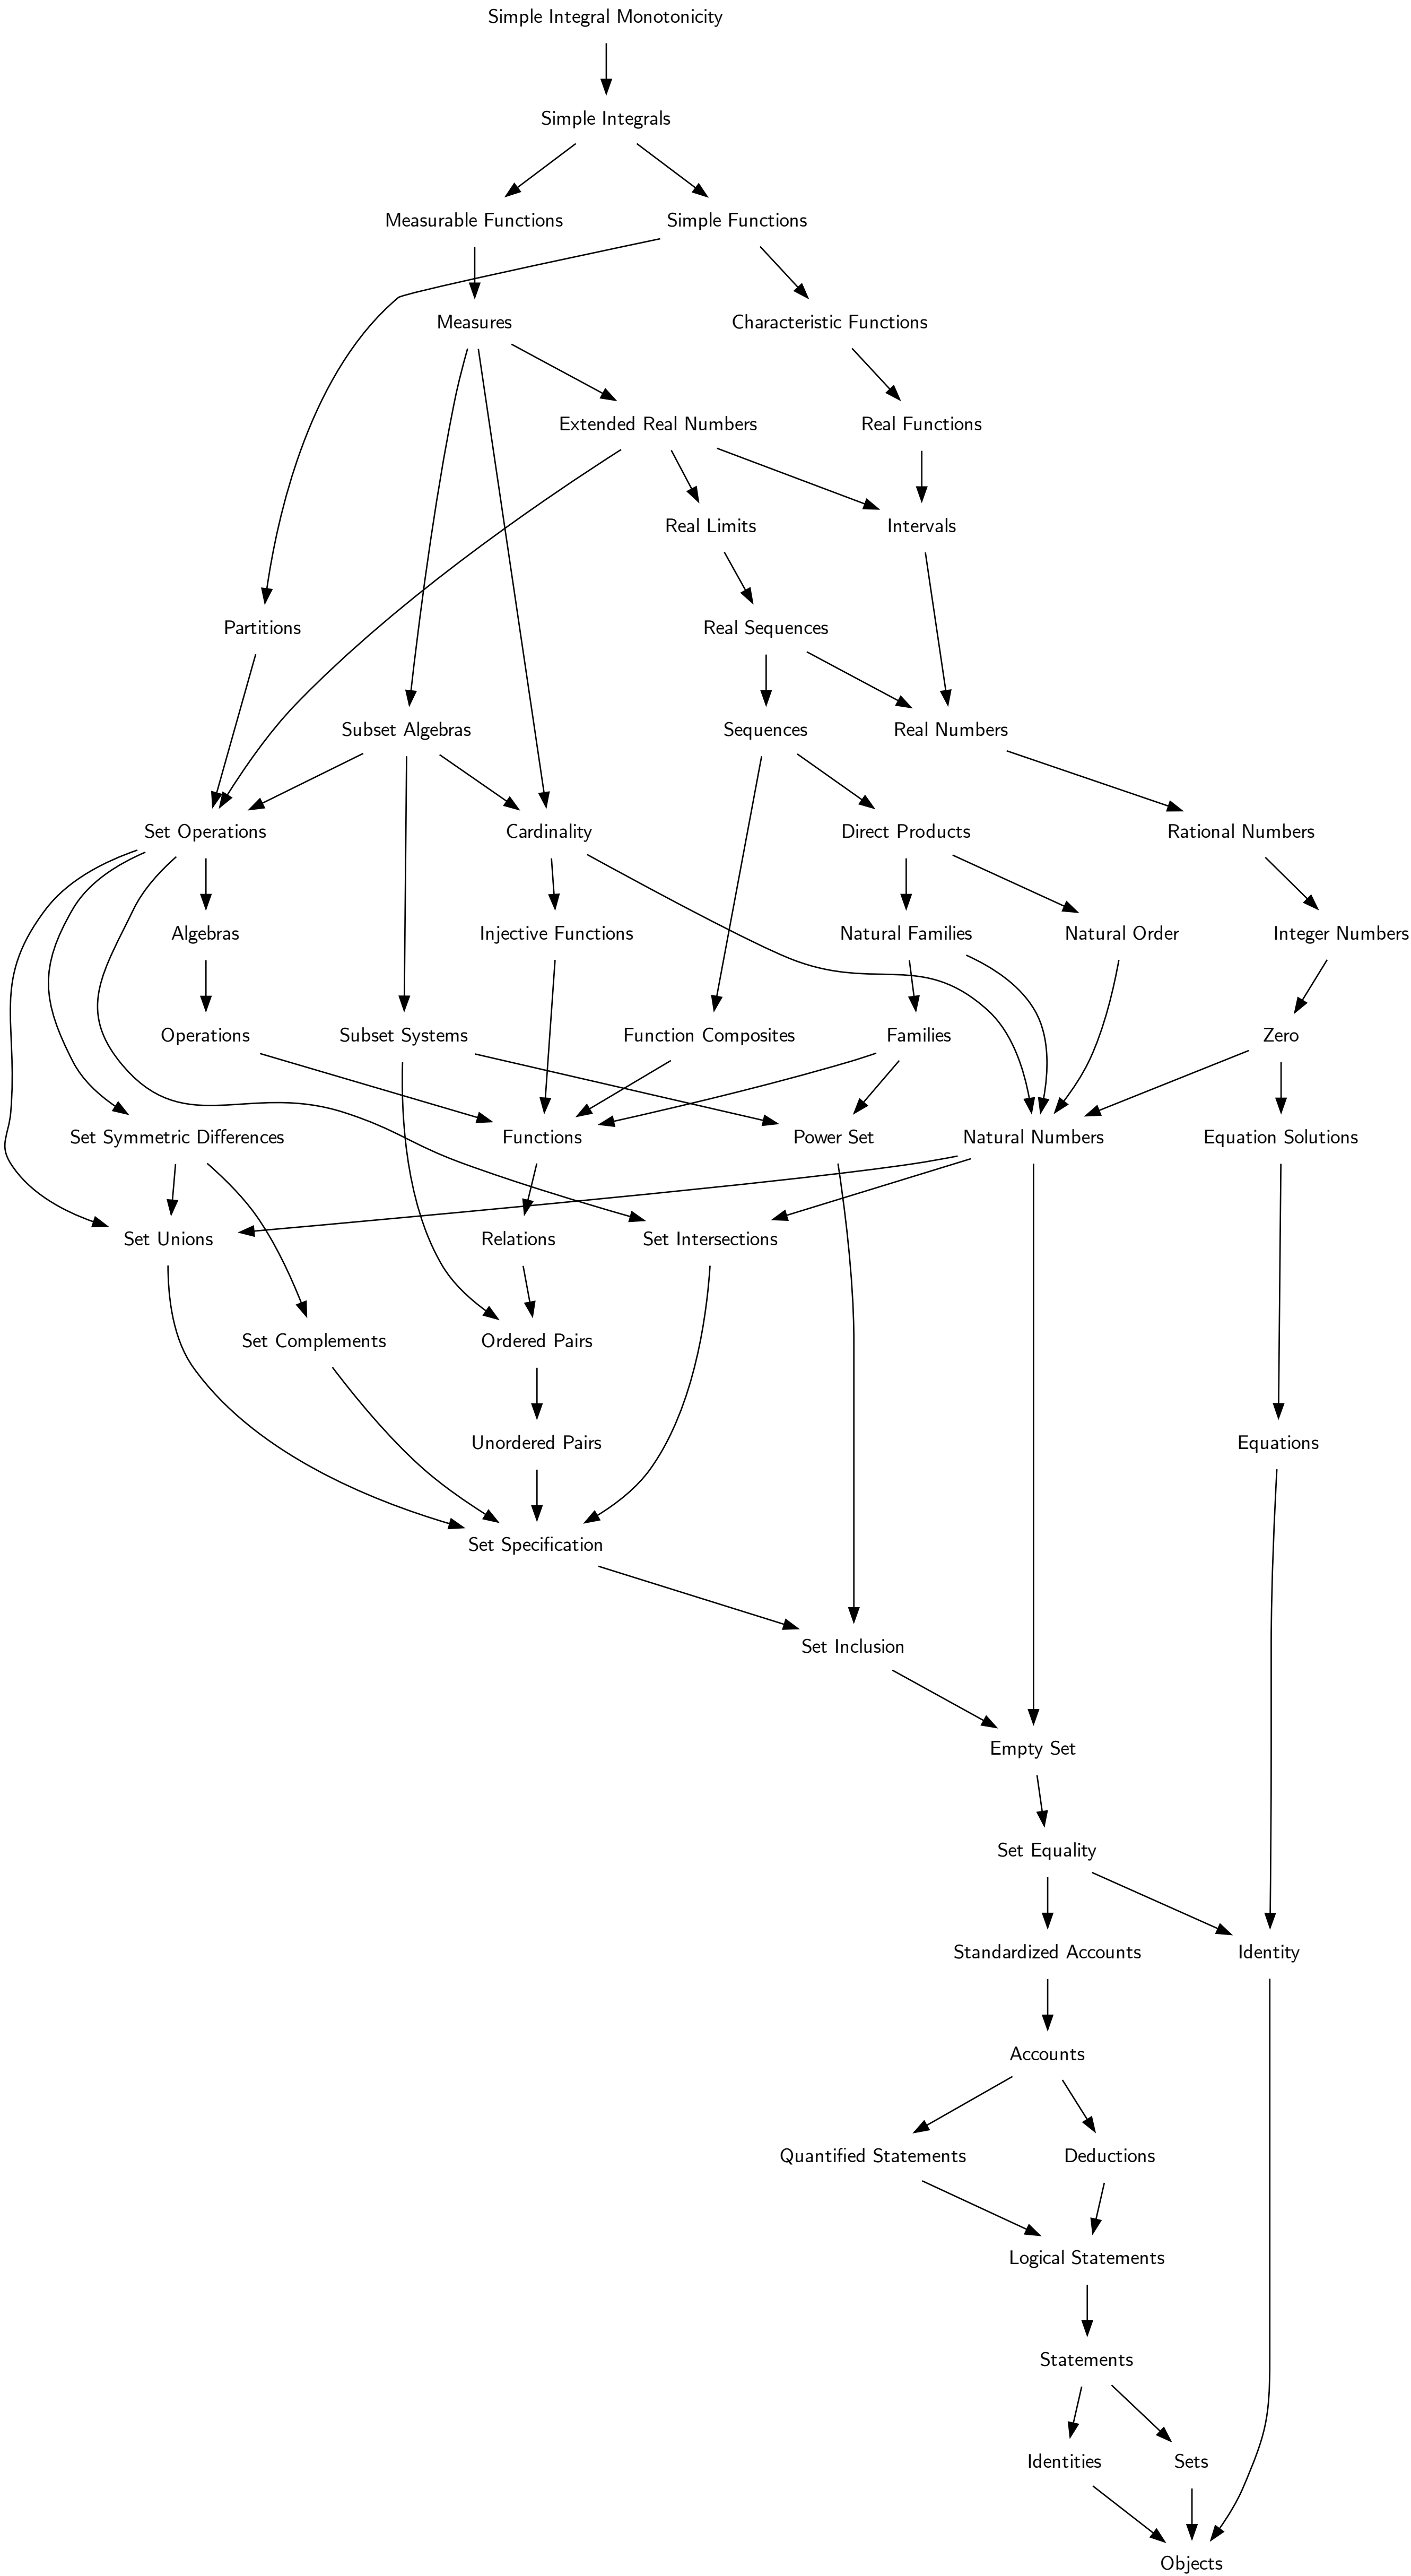 Simple Integral Monotonicity
Simple Integrals
Measurable Functions
Simple Functions
Measures
Characteristic Functions
Extended Real Numbers
Real Functions
Real Limits
Intervals
Partitions
Real Sequences
Subset Algebras
Sequences
Real Numbers
Set Operations
Cardinality
Direct Products
Rational Numbers
Algebras
Injective Functions
Natural Families
Natural Order
Integer Numbers
Operations
Subset Systems
Function Composites
Families
Zero
Set Symmetric Differences
Functions
Power Set
Natural Numbers
Equation Solutions
Set Unions
Relations
Set Intersections
Set Complements
Ordered Pairs
Unordered Pairs
Equations
Set Specification
Set Inclusion
Empty Set
Set Equality
Standardized Accounts
Identity
Accounts
Quantified Statements
Deductions
Logical Statements
Statements
Identities
Sets
Objects